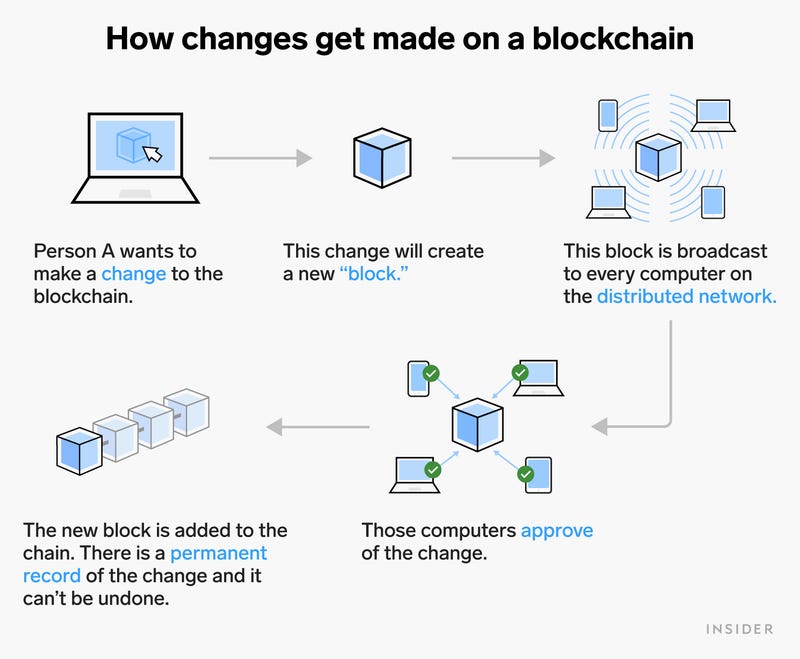 How changes get made on a blockchain
Person A wants to
make a change to the
blockchain.
This change will create
a new “block.”
This block is broadcast
to every computer on
the distributed network.
Those computers approve
of the change.
The new block is added to the
chain. There is a permanent
record of the change and it
can’t be undone.
INSIDER